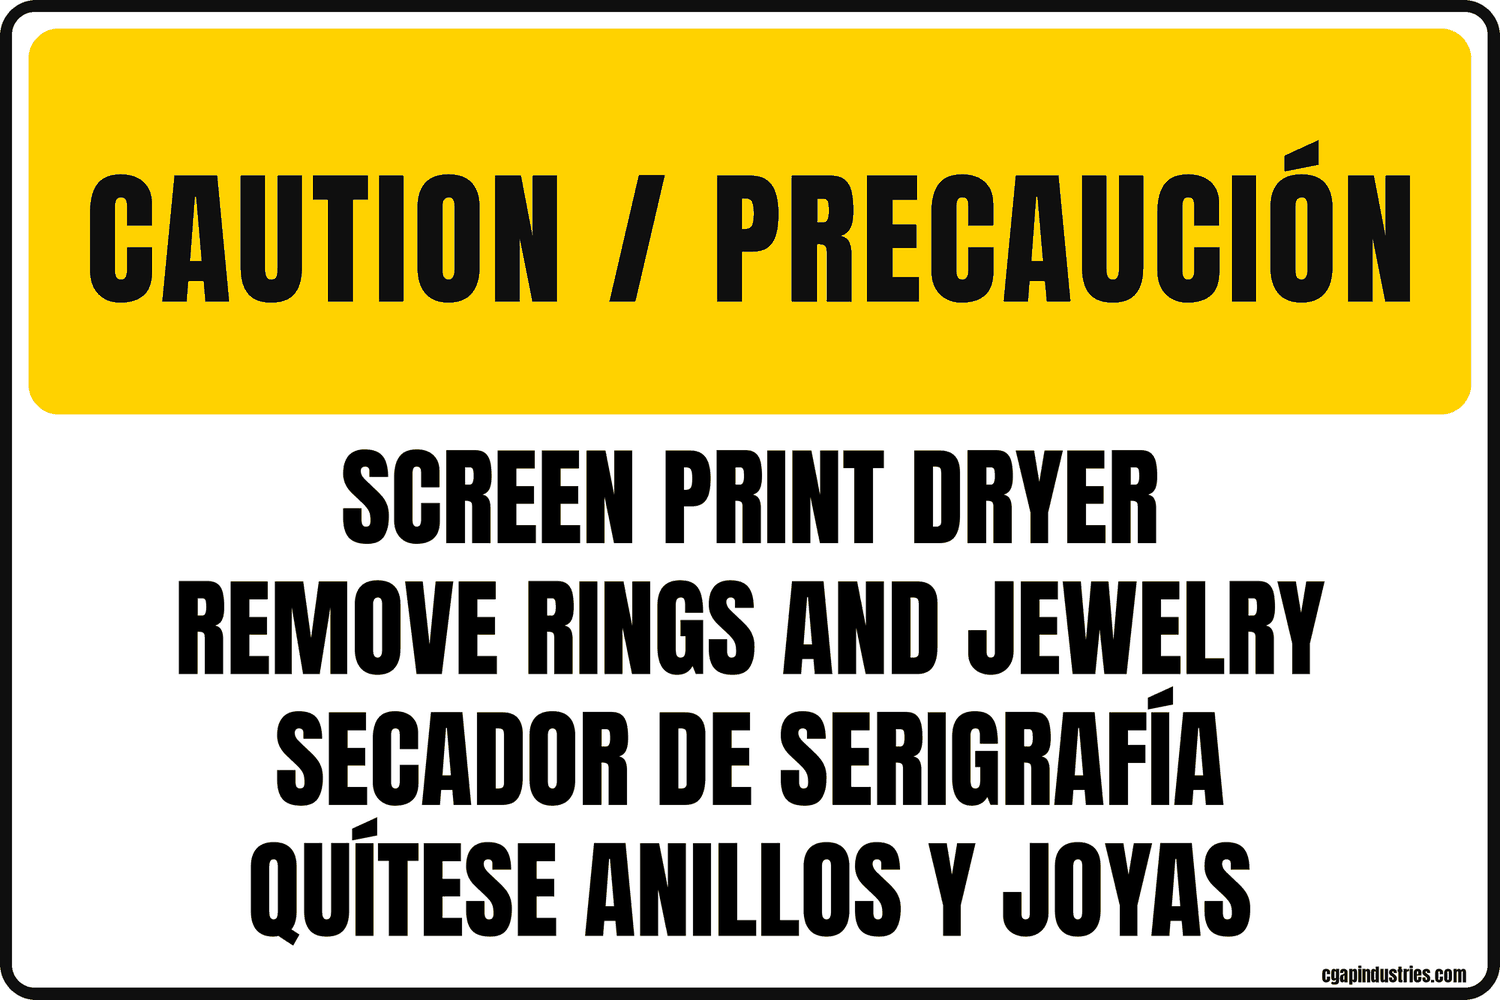 CAUTION / PRECAUCIÓN
SCREEN PRINT DRYER
REMOVE RINGS AND JEWELRY
SECADOR DE SERIGRAFÍA
QUÍTESE ANILLOS Y JOYAS
cgapindustries.com